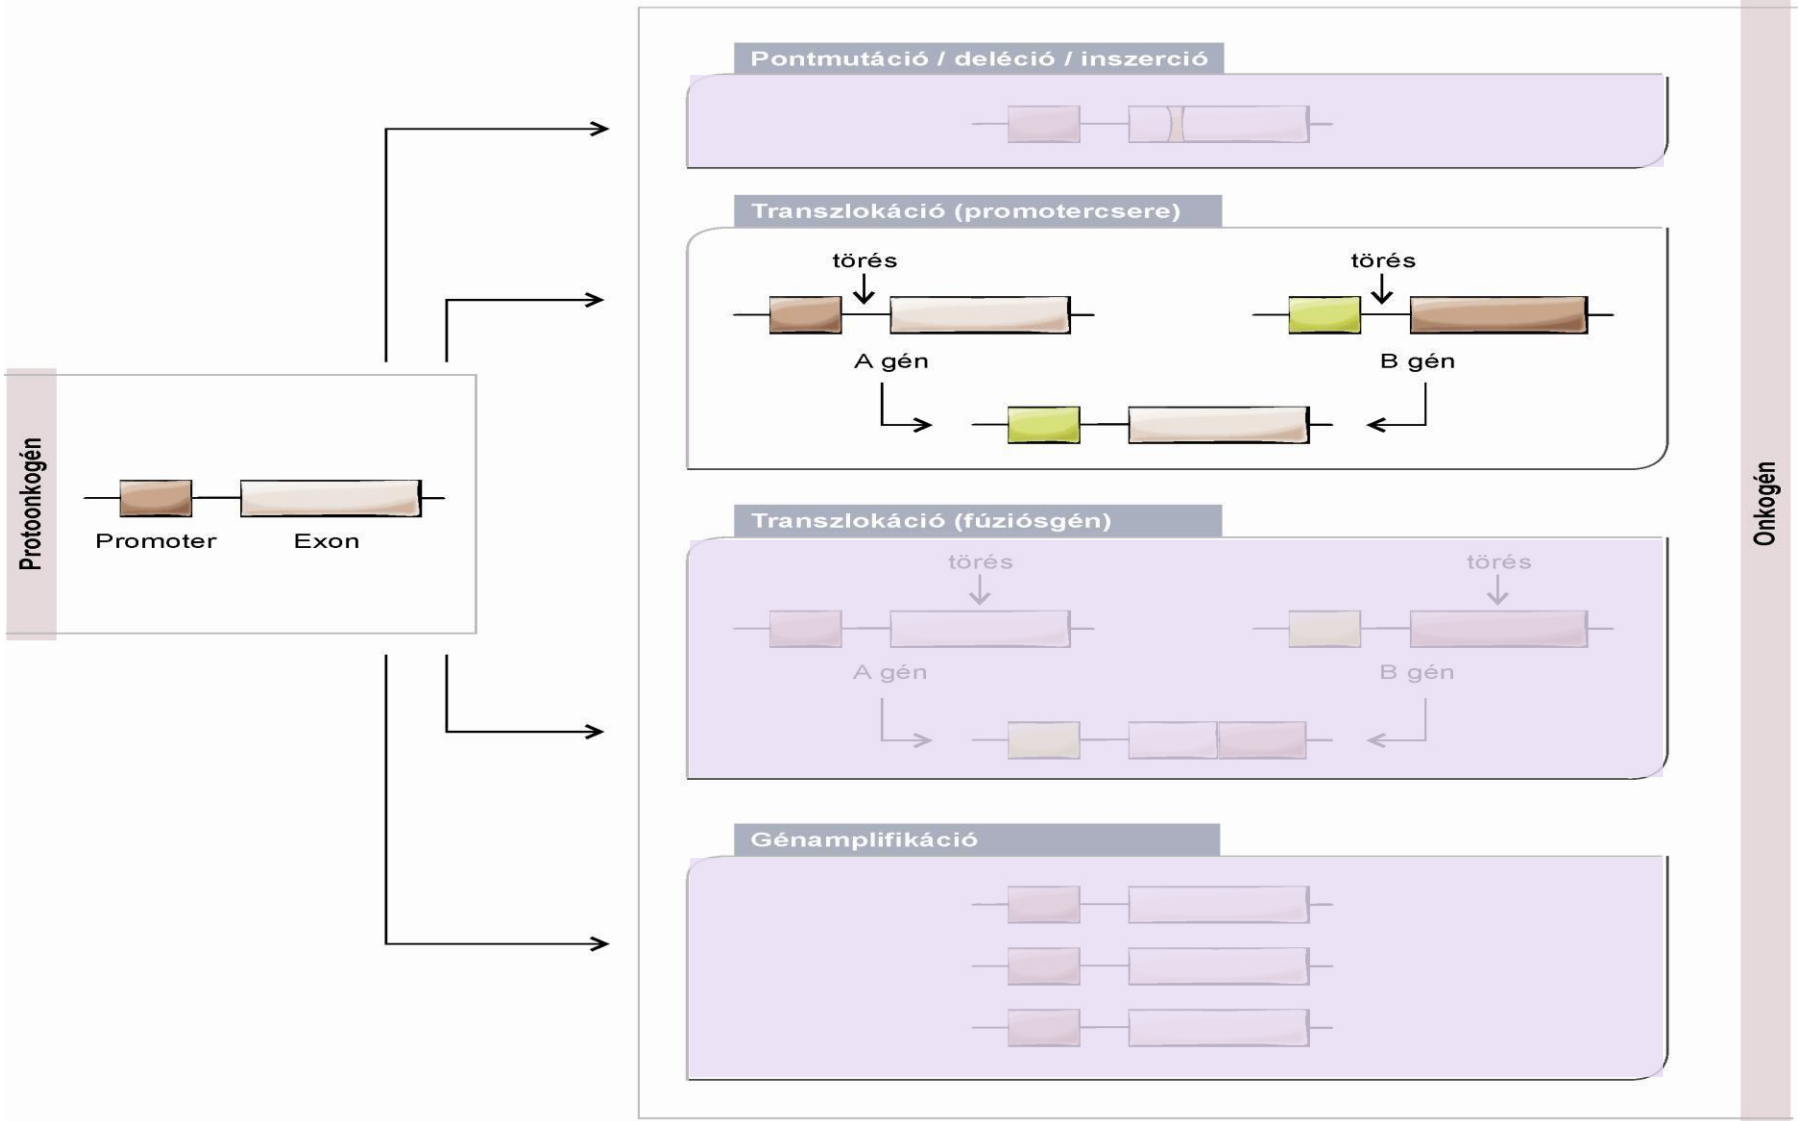 Protoonkogén
Promoter
Exon
Pontmutáció / deléció / inszerció
Transzlokáció (promotercsere)
törés
törés
A gén
B gén
Transzlokáció (fúziósgén)
törés
törés
A gén
B gén
Génamplifikáció
Onkogén